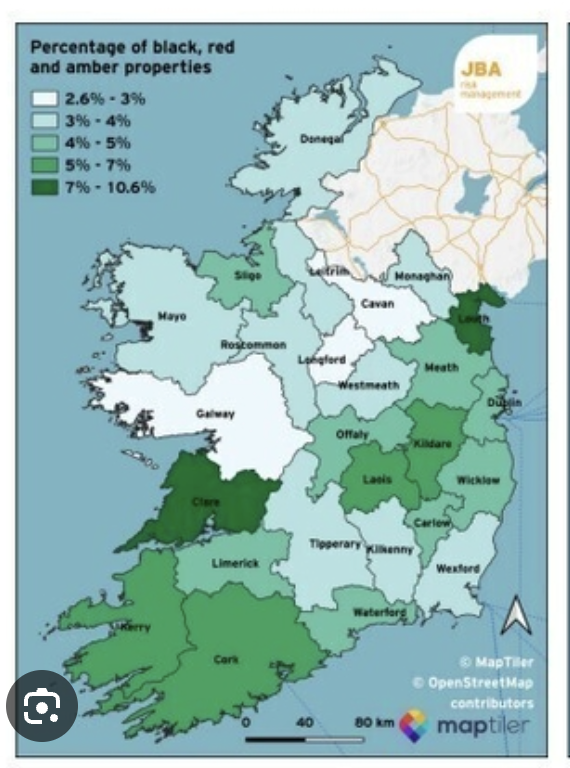 Percentage of black, red
and amber properties
2.6% - 3%
3% - 4%
4% - 5%
5% - 7%
7% - 10.6%
JBA
risk
management
Donegal
Sligo
Leitrim
Monaghan
Cavan
Mayo
Louth
Roscommon
Longford
Meath
Westmeath
Dublin
Galway
Offaly
Kildare
Laois
Wicklow
Clare
Carlow
Tipperary
Kilkenny
Limerick
Wexford
Waterford
Kerry
Cork
© MapTiler
© OpenStreetMap
contributors
0 40 80 km
maptiler